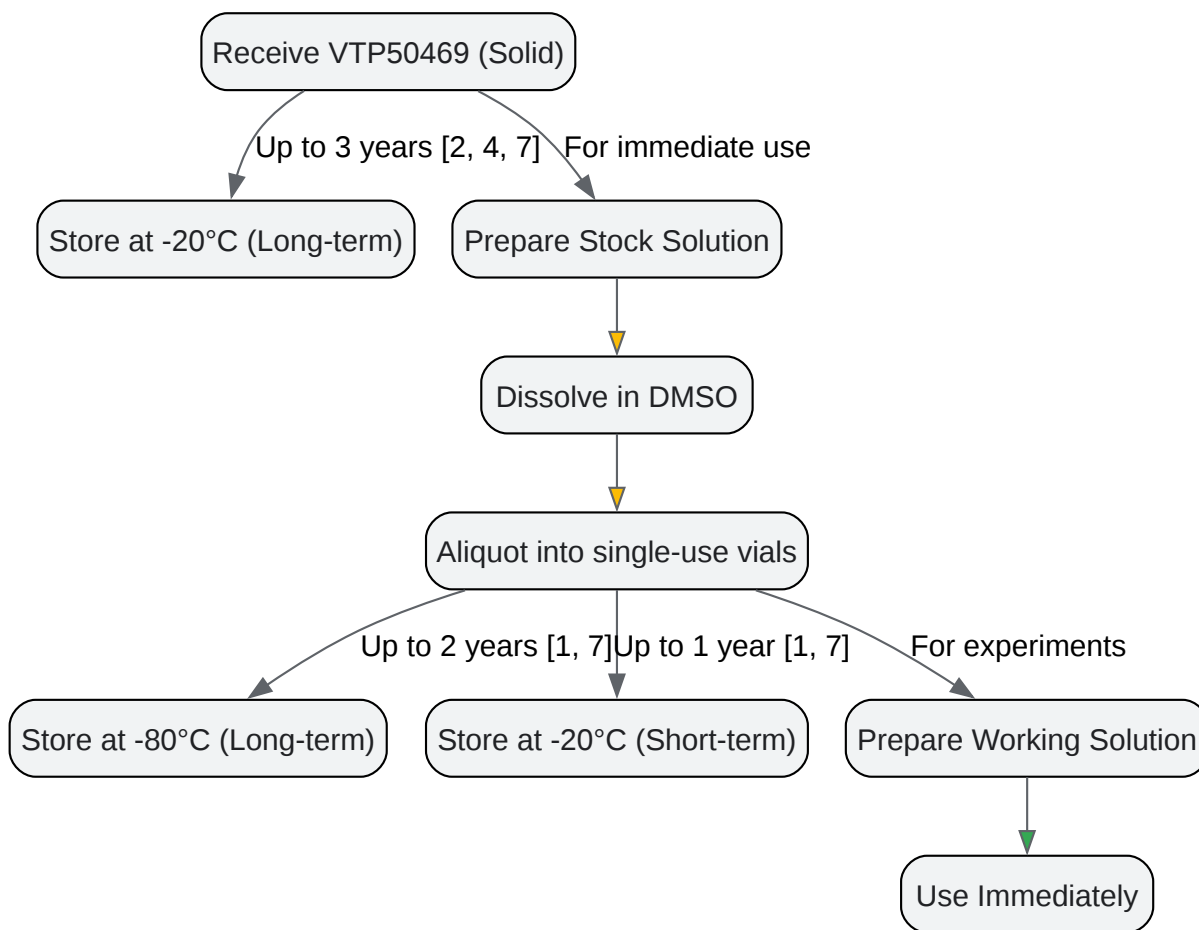 Receive VTP50469 (Solid)
Up to 3 years [2, 4, 7]
For immediate use
Store at -20°C (Long-term)
Prepare Stock Solution
Dissolve in DMSO
Aliquot into single-use vials
Up to 2 years [1, 7]
Up to 1 year [1, 7]
For experiments
Store at -80°C (Long-term)
Store at -20°C (Short-term)
Prepare Working Solution
Use Immediately